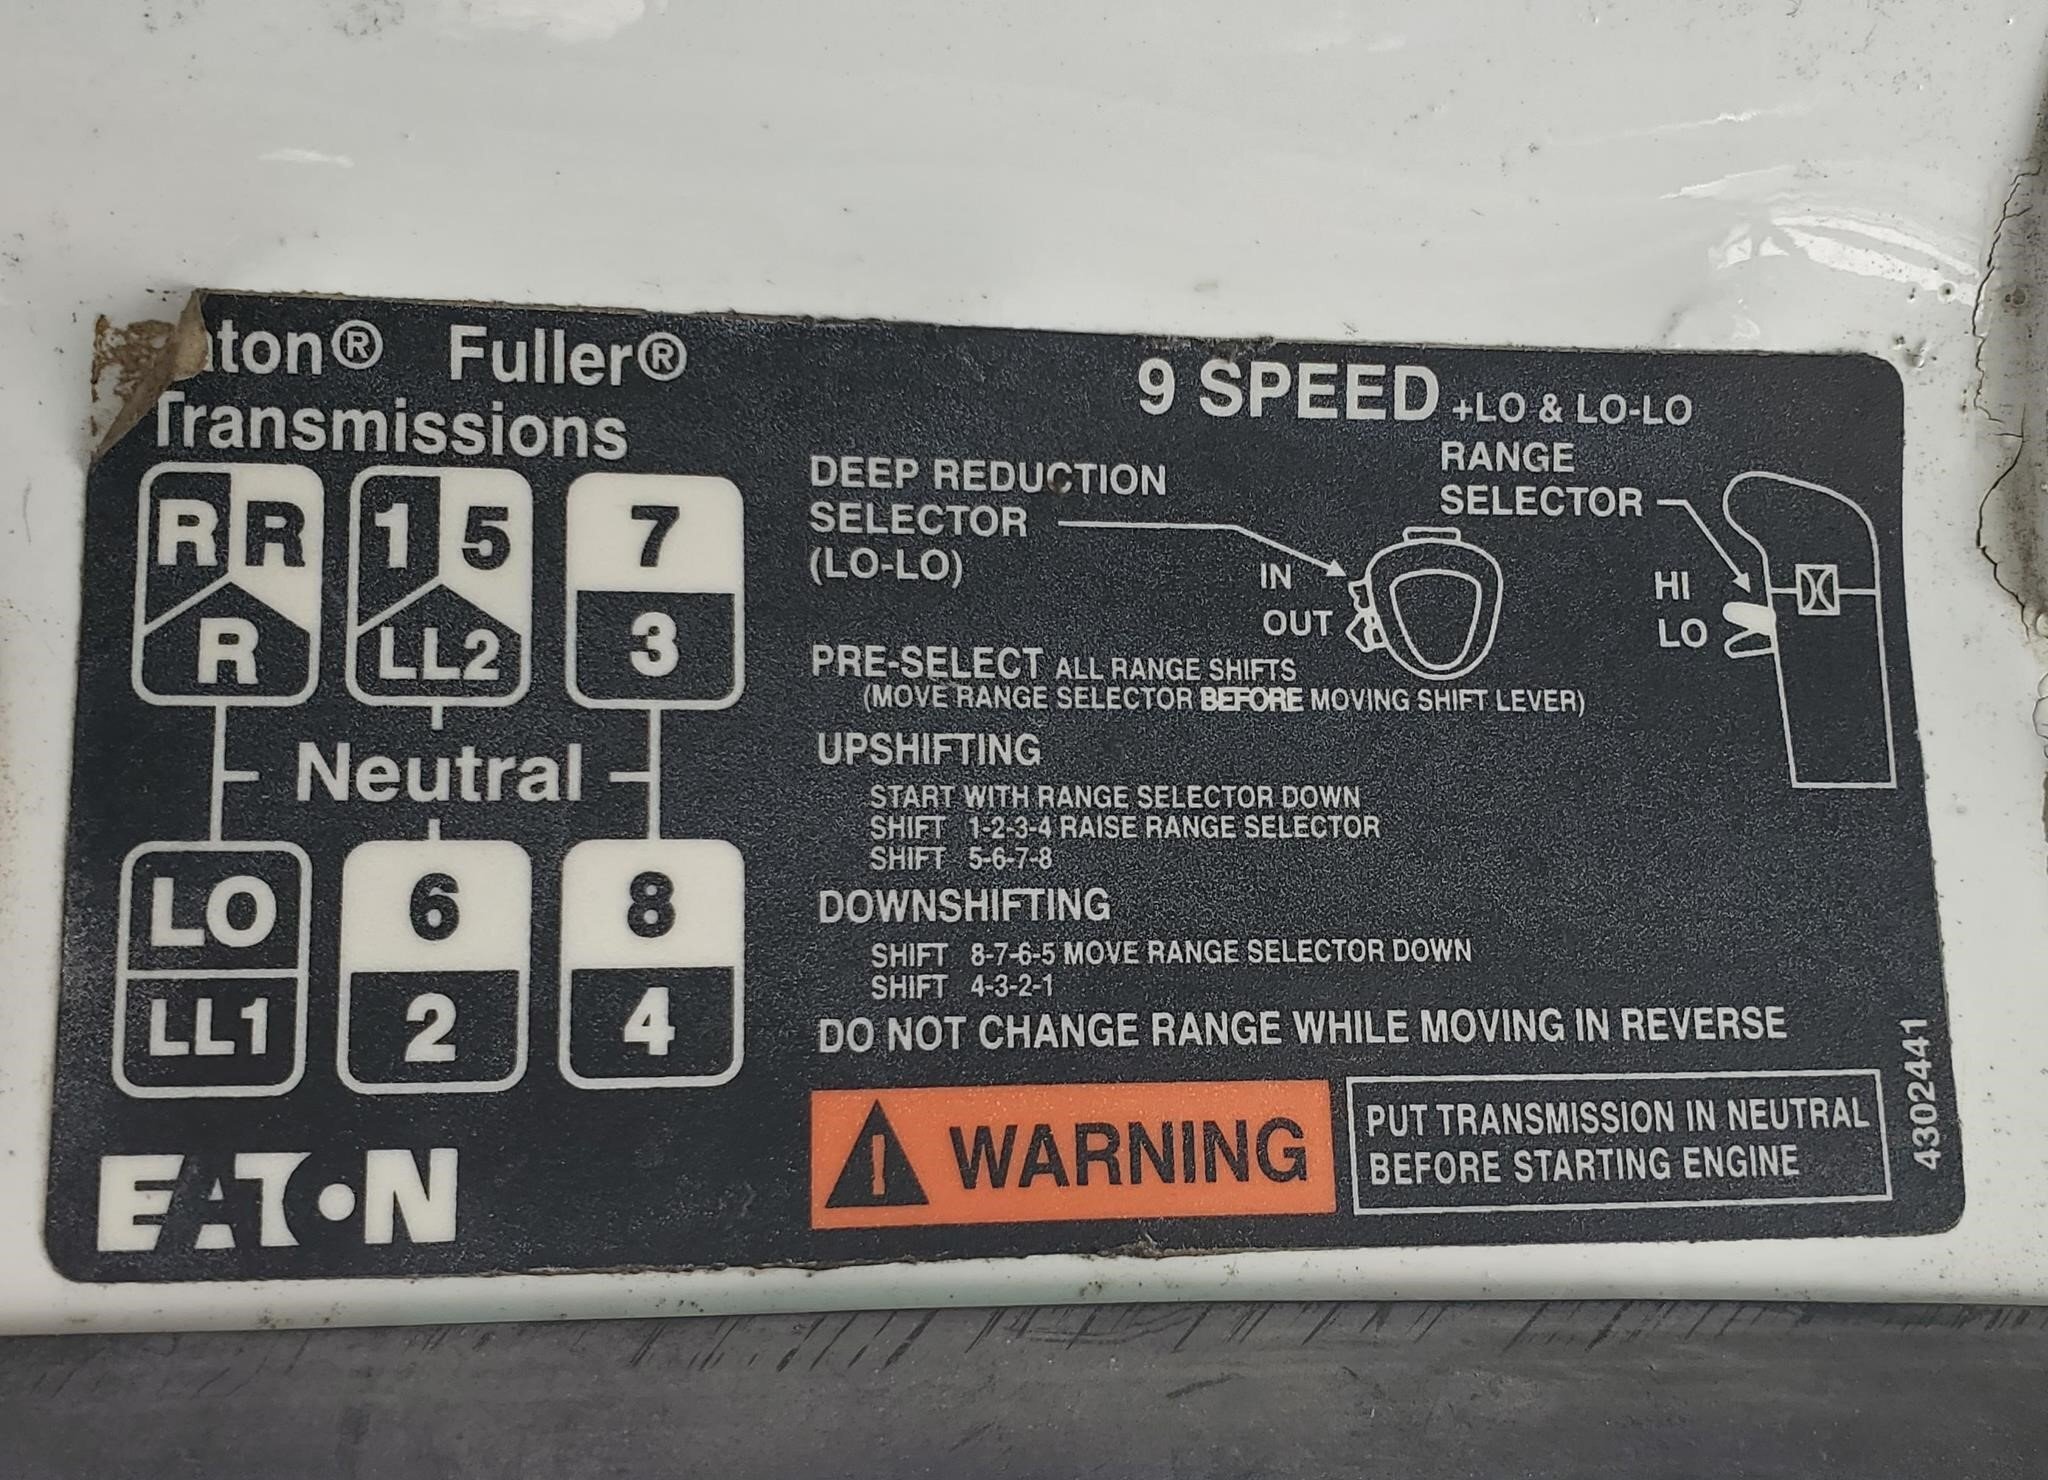 aton® Fuller®
Transmissions
9 SPEED +LO & LO-LO
R R
R
1 5
LL2
7
3
Neutral
LO
LL1
6
2
8
4
EATON
DEEP REDUCTION
SELECTOR
(LO-LO)
IN
OUT
RANGE
SELECTOR
HI
LO
PRE-SELECT ALL RANGE SHIFTS
(MOVE RANGE SELECTOR BEFORE MOVING SHIFT LEVER)
UPSHIFTING
START WITH RANGE SELECTOR DOWN
SHIFT 1-2-3-4 RAISE RANGE SELECTOR
SHIFT 5-6-7-8
DOWNSHIFTING
SHIFT 8-7-6-5 MOVE RANGE SELECTOR DOWN
SHIFT 4-3-2-1
DO NOT CHANGE RANGE WHILE MOVING IN REVERSE
! WARNING
PUT TRANSMISSION IN NEUTRAL
BEFORE STARTING ENGINE
4302441